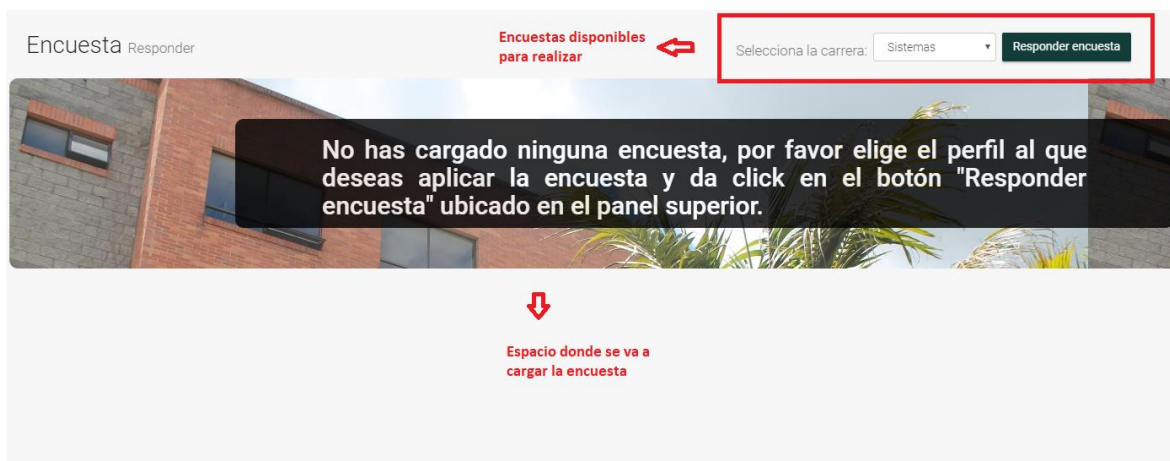 Encuesta Responder
Encuestas disponibles
para realizar
Selecciona la carrera: Sistemas Responder encuesta
No has cargado ninguna encuesta, por favor elige el perfil al que
deseas aplicar la encuesta y da click en el botón "Responder
encuesta" ubicado en el panel superior.
Espacio donde se va a
cargar la encuesta